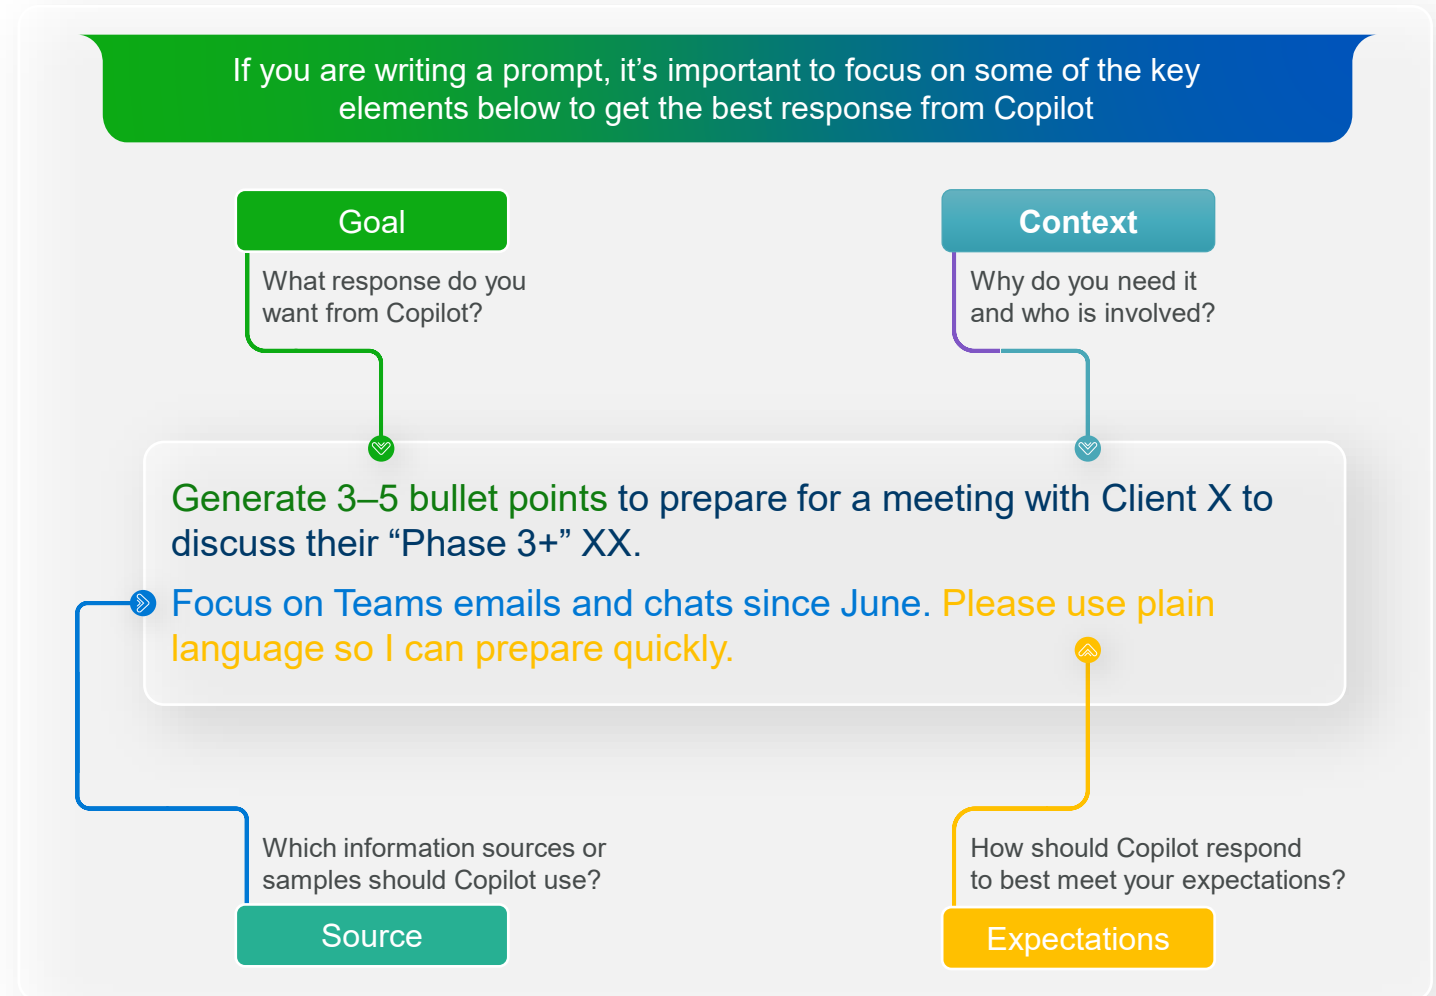 If you are writing a prompt, it's important to focus on some of the key
elements below to get the best response from Copilot
Goal
What response do you
want from Copilot?
Context
Why do you need it
and who is involved?
Generate 3–5 bullet points to prepare for a meeting with Client X to
discuss their “Phase 3+” XX.
Focus on Teams emails and chats since June. Please use plain
language so I can prepare quickly.
Which information sources or
samples should Copilot use?
Source
How should Copilot respond
to best meet your expectations?
Expectations